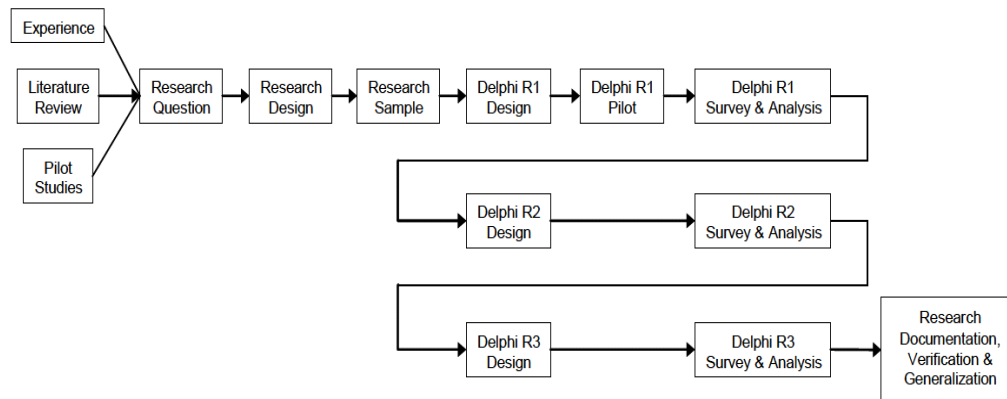 Experience
Literature
Review
Pilot
Studies
Research
Question
Research
Design
Research
Sample
Delphi R1
Design
Delphi R1
Pilot
Delphi R1
Survey & Analysis
Delphi R2
Design
Delphi R2
Survey & Analysis
Delphi R3
Design
Delphi R3
Survey & Analysis
Research
Documentation,
Verification &
Generalization